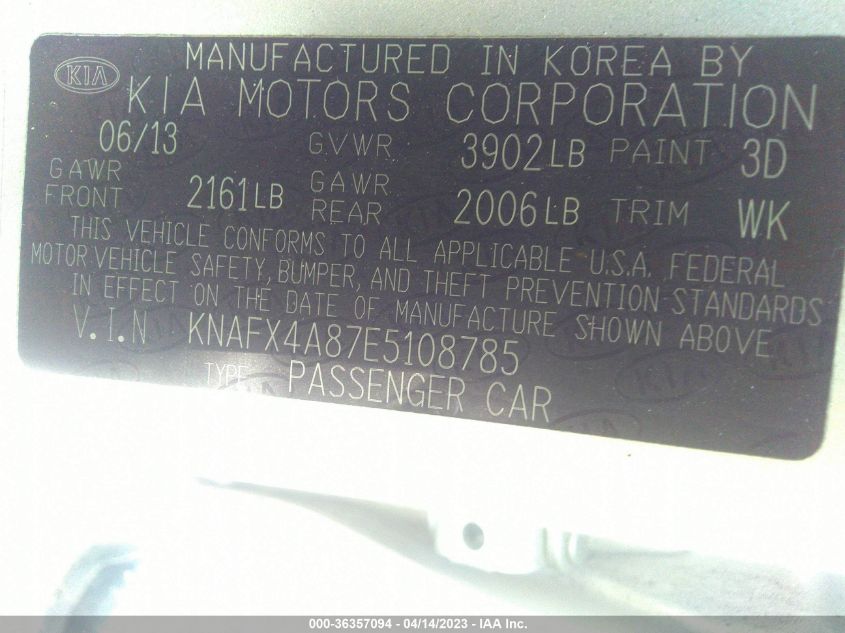 MANUFACTURED IN KOREA BY
KIA
KIA MOTORS CORPORATION
06/13 GVWR 3902LB PAINT 3D
GAWR FRONT 2161LB GAWR REAR 2006LB TRIM WK
THIS VEHICLE CONFORMS TO ALL APPLICABLE U.S.A. FEDERAL
MOTOR VEHICLE SAFETY, BUMPER, AND THEFT PREVENTION STANDARDS
IN EFFECT ON THE DATE OF MANUFACTURE SHOWN ABOVE
V.I.N KNAFX4A87E5108785
TYPE PASSENGER CAR
000-36357094 - 04/14/2023 - IAA Inc.